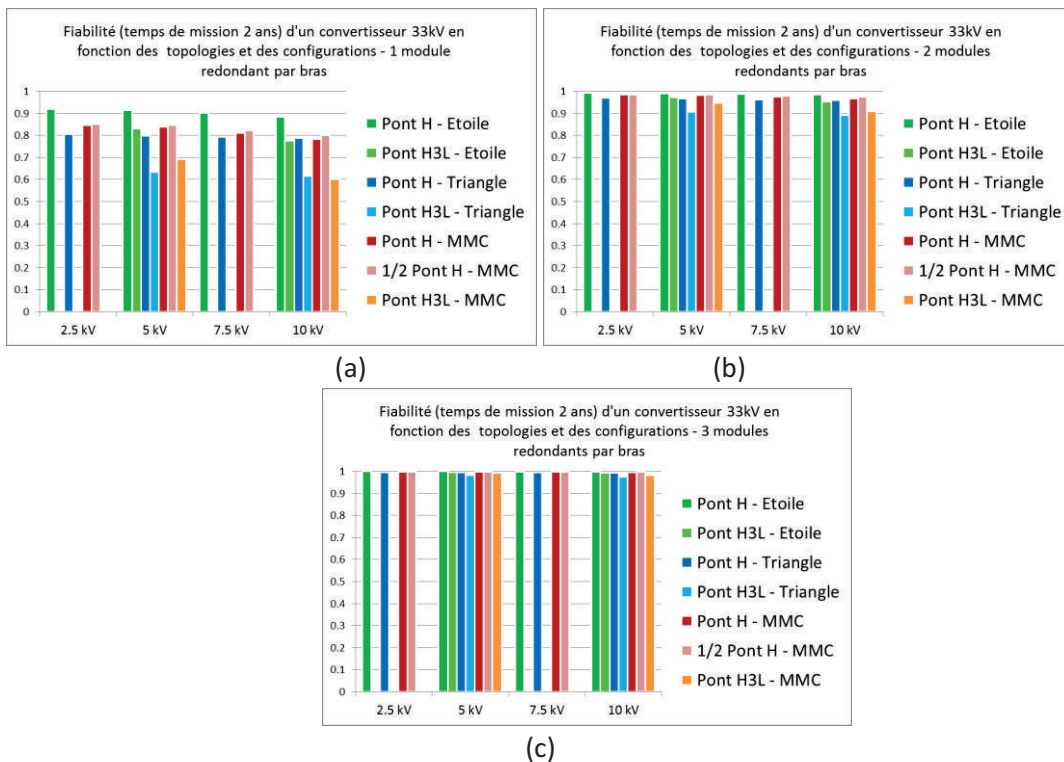 Fiabilité (temps de mission 2 ans) d'un convertisseur 33kV en
fonction des topologies et des configurations - 1 module
redondant par bras
1
0.9
0.8
0.7
0.6
0.5
0.4
0.3
0.2
0.1
0
2.5 kV
5 kV
7.5 kV
10 kV
Pont H - Etoile
Pont H3L - Etoile
Pont H - Triangle
Pont H3L - Triangle
Pont H - MMC
1/2 Pont H - MMC
Pont H3L - MMC
(a)
Fiabilité (temps de mission 2 ans) d'un convertisseur 33kV en
fonction des topologies et des configurations - 2 modules
redondants par bras
1
0.9
0.8
0.7
0.6
0.5
0.4
0.3
0.2
0.1
0
2.5 kV
5 kV
7.5 kV
10 kV
Pont H - Etoile
Pont H3L - Etoile
Pont H - Triangle
Pont H3L - Triangle
Pont H - MMC
1/2 Pont H - MMC
Pont H3L - MMC
(b)
Fiabilité (temps de mission 2 ans) d'un convertisseur 33kV en
fonction des topologies et des configurations - 3 modules
redondants par bras
1
0.9
0.8
0.7
0.6
0.5
0.4
0.3
0.2
0.1
0
2.5 kV
5 kV
7.5 kV
10 kV
Pont H - Etoile
Pont H3L - Etoile
Pont H - Triangle
Pont H3L - Triangle
Pont H - MMC
1/2 Pont H - MMC
Pont H3L - MMC
(c)